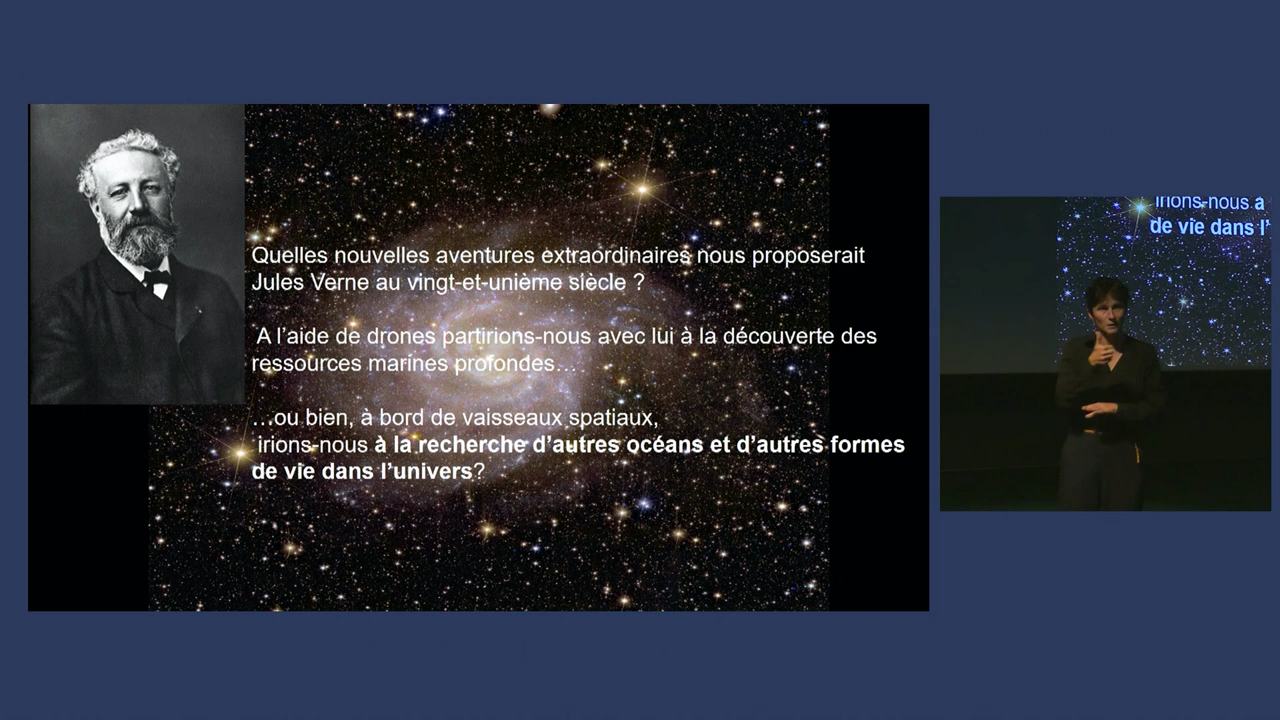 Quelles nouvelles aventures extraordinaires nous proposerait
Jules Verne au vingt-et-unième siècle ?
A l’aide de drones partirions-nous avec lui à la découverte des
ressources marines profondes…
…ou bien, à bord de vaisseaux spatiaux,
irions-nous à la recherche d’autres océans et d’autres formes
de vie dans l’univers?
irions-nous à
de vie dans l’